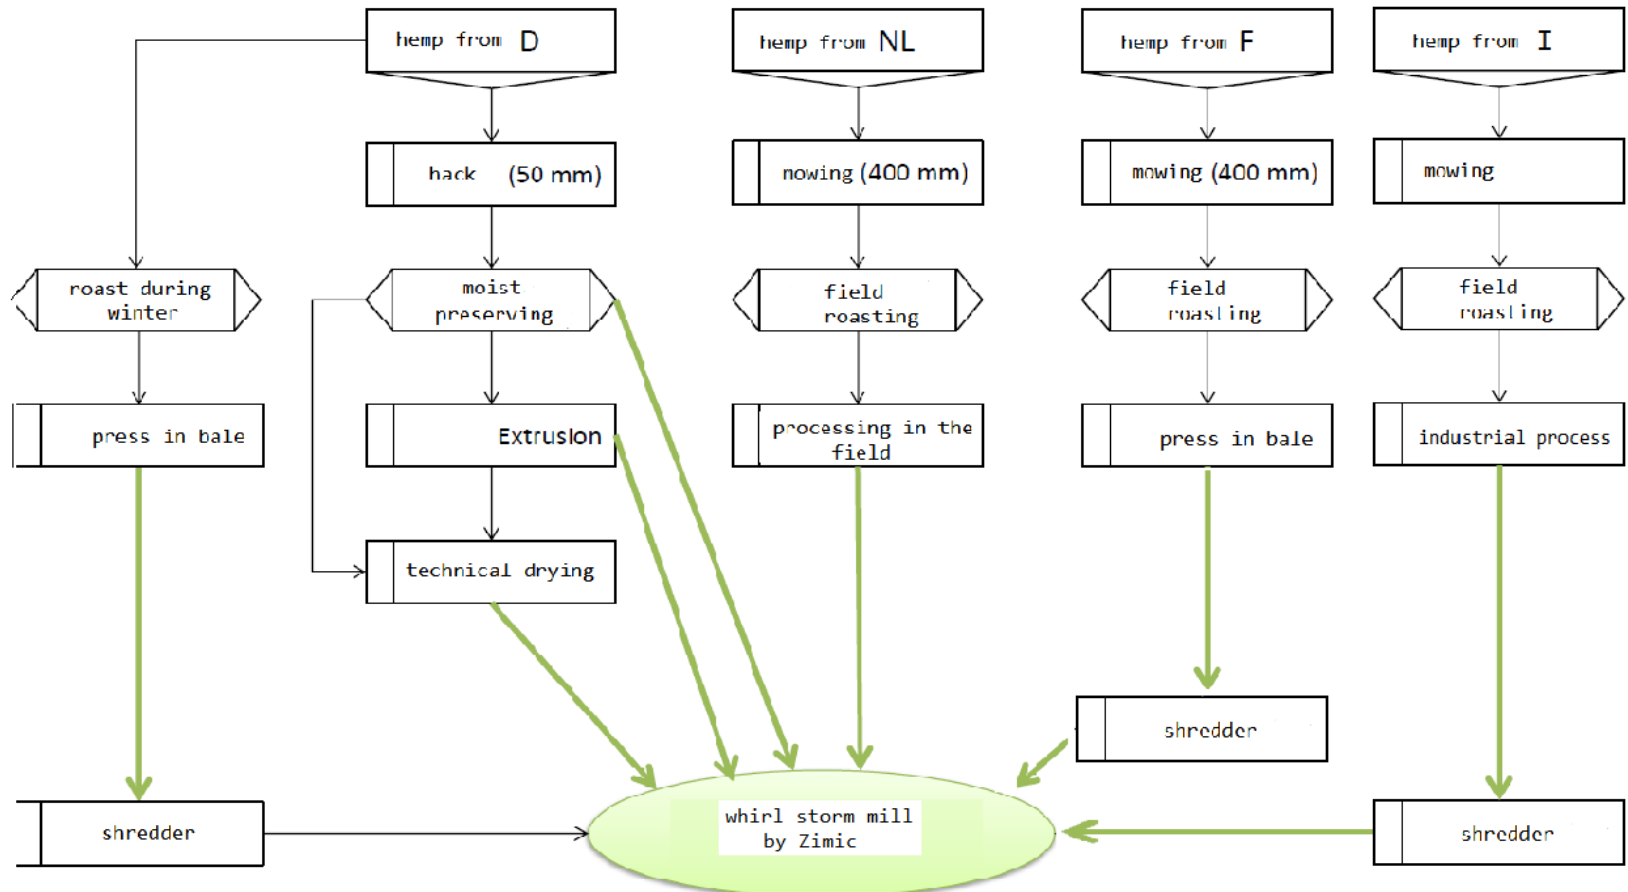 hemp from D
hemp from NL
hemp from F
hemp from I
hack (50 mm)
mowing (400 mm)
mowing (400 mm)
mowing
roast during
winter
moist
preserving
field
roasting
field
roasting
field
roasting
press in bale
Extrusion
processing in the
field
press in bale
industrial process
technical drying
shredder
shredder
whirl storm mill
by Zimic
shredder